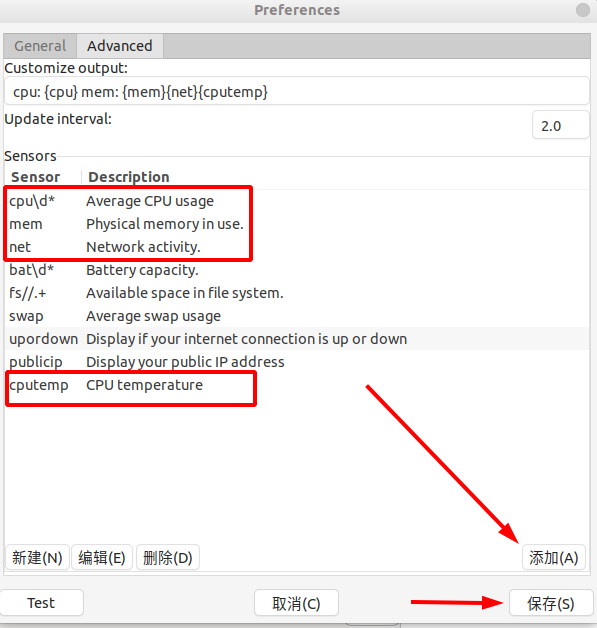 Preferences
General Advanced
Customize output:
cpu: {cpu} mem: {mem}{net}{cputemp}
Update interval: 2.0
Sensors
Sensor Description
cpu\d* Average CPU usage
mem Physical memory in use.
net Network activity.
bat\d* Battery capacity.
fs//.+ Available space in file system.
swap Average swap usage
upordown Display if your internet connection is up or down
publicip Display your public IP address
cputemp CPU temperature
新建(N) 编辑(E) 删除(D) 添加(A)
Test 取消(C) 保存(S)